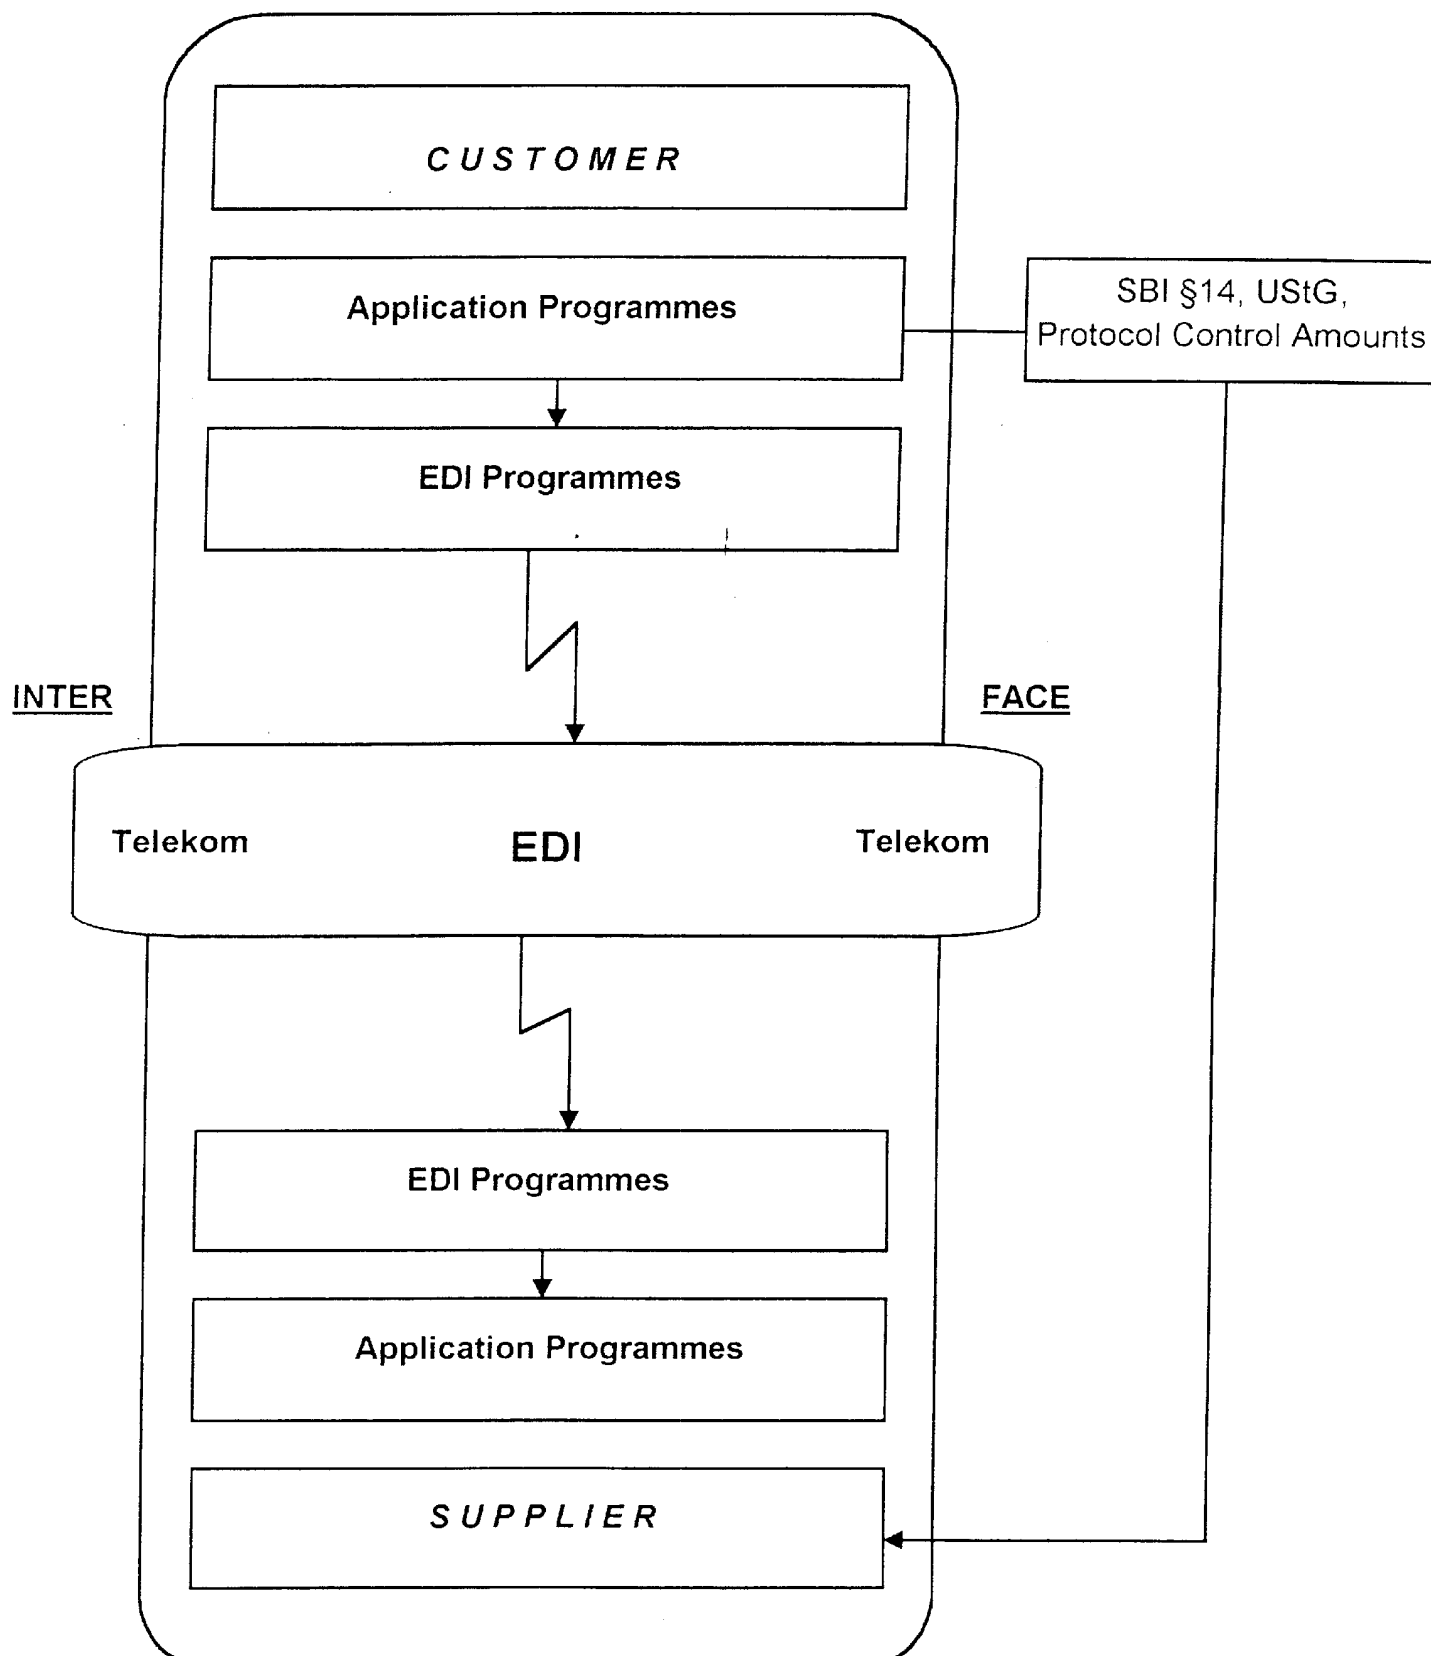 CUSTOMER
Application Programmes
SBI §14, UStG,
Protocol Control Amounts
EDI Programmes
INTER
FACE
Telekom
EDI
Telekom
EDI Programmes
Application Programmes
SUPPLIER